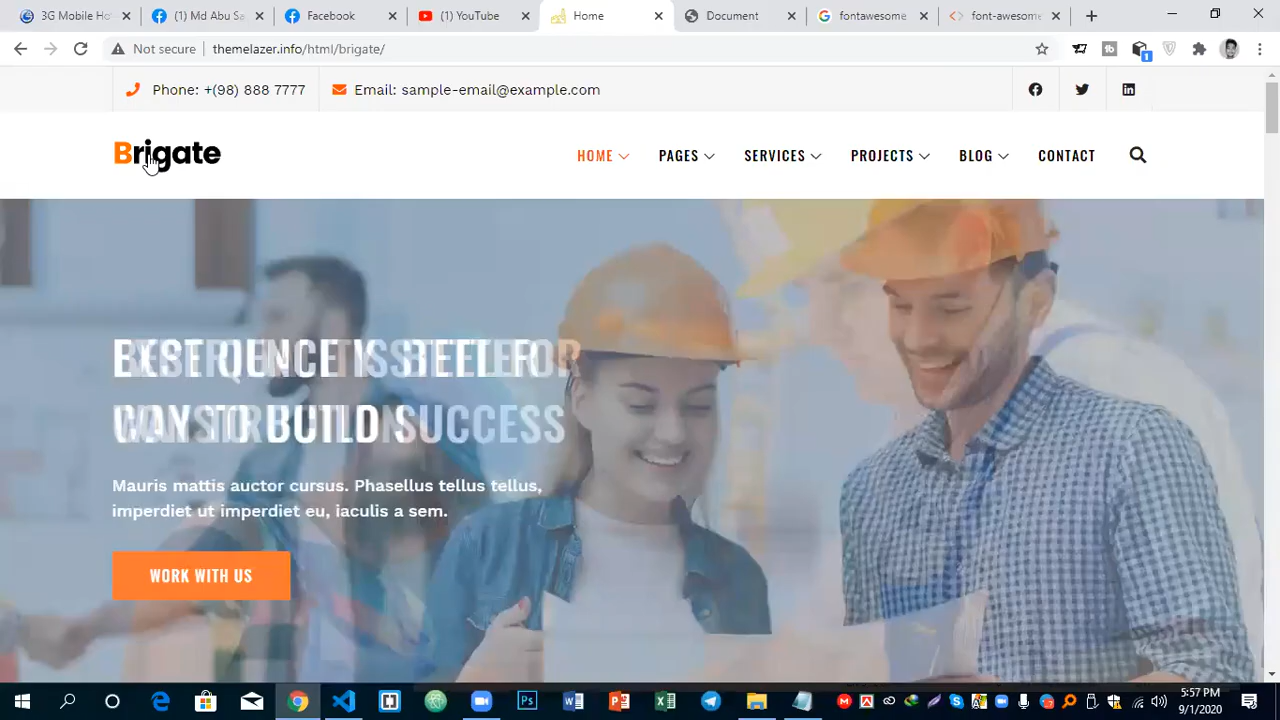 3G Mobile Ho
(1) Md Abu Sa
Facebook
(1) YouTube
Home
Document
fontawesome
font-awesome
Not secure
themelazer.info/html/brigate/
Phone: +(98) 888 7777
Email: sample-email@example.com
Brigate
HOME
PAGES
SERVICES
PROJECTS
BLOG
CONTACT
WAY TO BUILD SUCCESS
Mauris mattis auctor cursus. Phasellus tellus tellus,
imperdiet ut imperdiet eu, iaculis a sem.
WORK WITH US
5:57 PM
9/1/2020